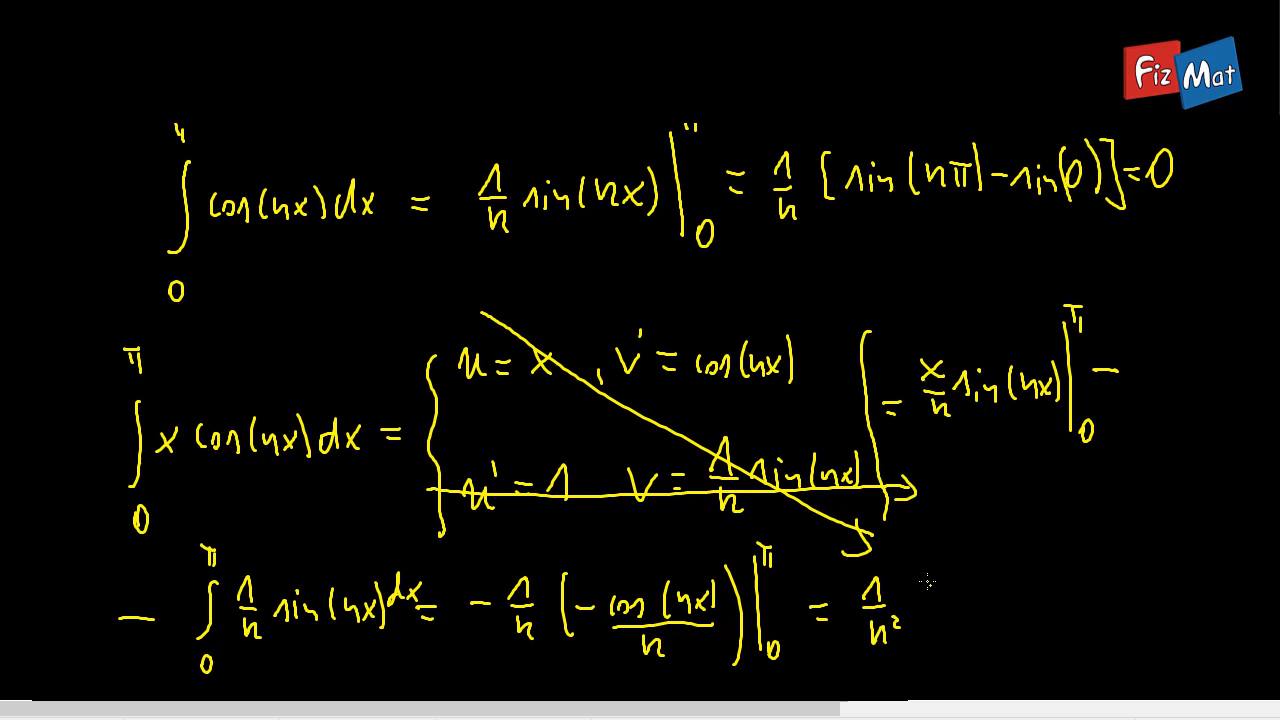 Fiz Mat
∫₀^π cos(nx)dx = 1/n sin(nx) |₀^π = 1/n [sin(nπ) - sin(0)] = 0
∫₀^π x cos(nx)dx = { u = x , v' = cos(nx) } = x/n sin(nx) |₀^π -
u' = 1 v = 1/n sin(nx)
- ∫₀^π 1/n sin(nx)dx = - 1/n (- cos(nx)/n) |₀^π = 1/n²